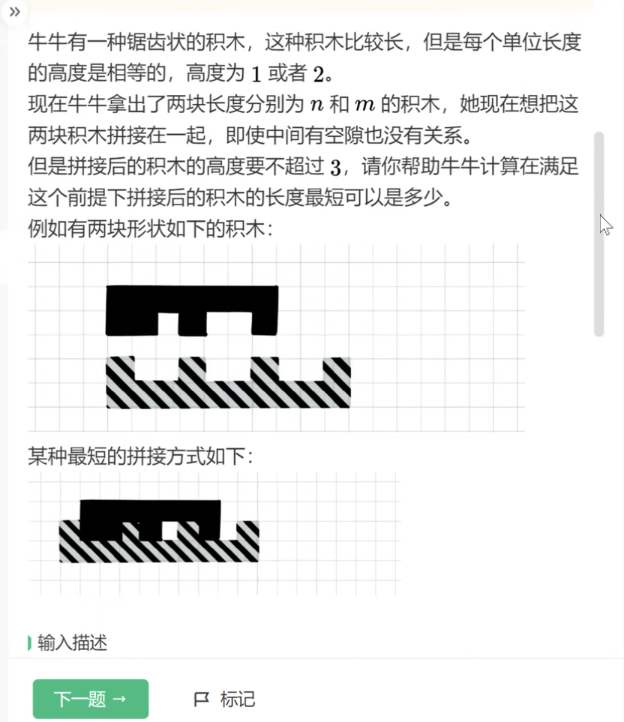 »
牛牛有一种锯齿状的积木，这种积木比较长，但是每个单位长度
的高度是相等的，高度为 1 或者 2。
现在牛牛拿出了两块长度分别为 n 和 m 的积木，她现在想把这
两块积木拼接在一起，即使中间有空隙也没有关系。
但是拼接后的积木的高度要不超过 3，请你帮助牛牛计算在满足
这个前提下拼接后的积木的长度最短可以是多少。
例如有两块形状如下的积木：
某种最短的拼接方式如下：
输入描述
下一题 →
标记